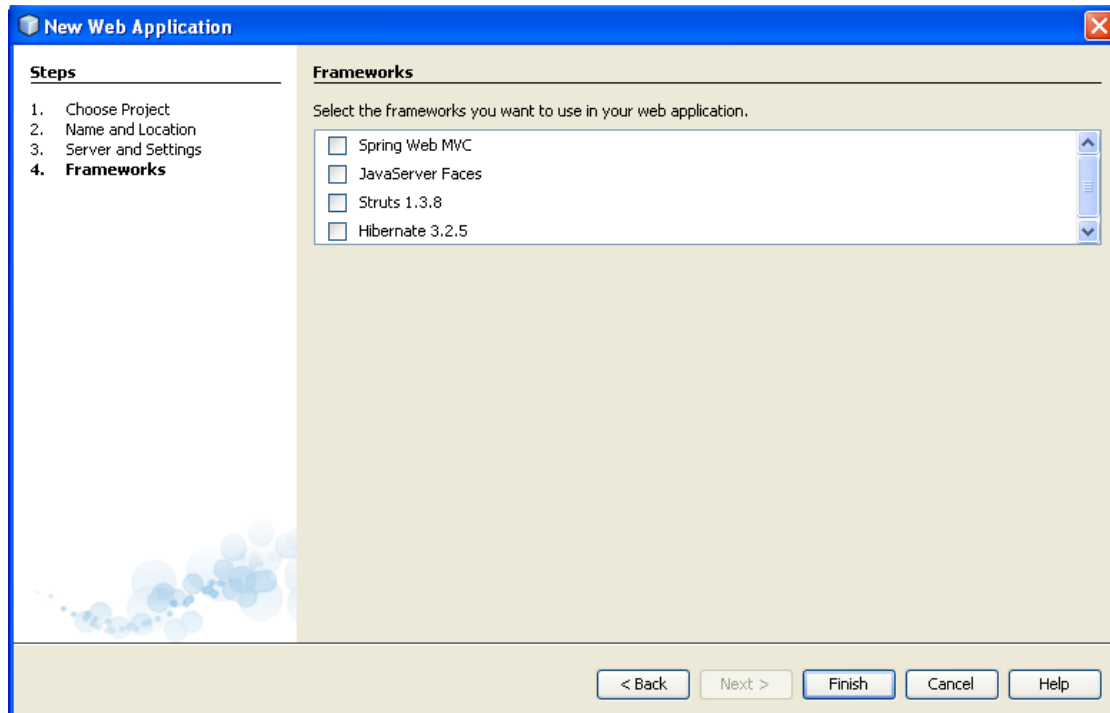 New Web Application
Steps
1. Choose Project
2. Name and Location
3. Server and Settings
4. Frameworks
Frameworks
Select the frameworks you want to use in your web application.
Spring Web MVC
JavaServer Faces
Struts 1.3.8
Hibernate 3.2.5
< Back Next > Finish Cancel Help